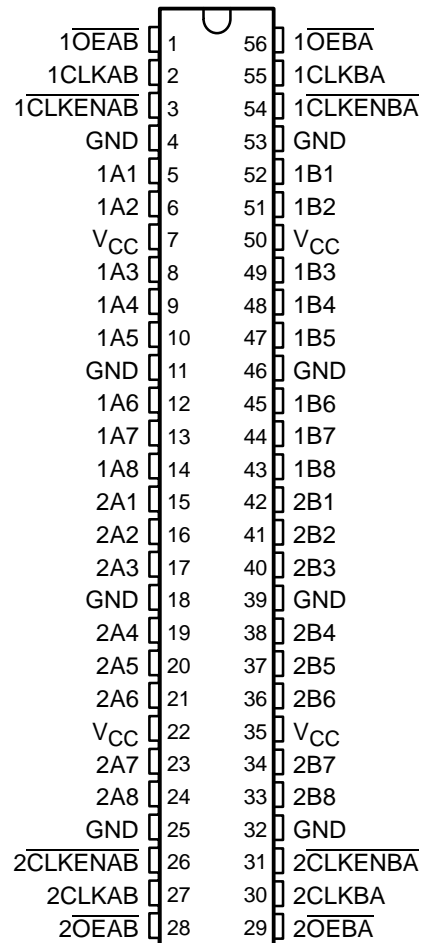 1OEAB 1 56 1OEBA
1CLKAB 2 55 1CLKBA
1CLKENAB 3 54 1CLKENBA
GND 4 53 GND
1A1 5 52 1B1
1A2 6 51 1B2
VCC 7 50 VCC
1A3 8 49 1B3
1A4 9 48 1B4
1A5 10 47 1B5
GND 11 46 GND
1A6 12 45 1B6
1A7 13 44 1B7
1A8 14 43 1B8
2A1 15 42 2B1
2A2 16 41 2B2
2A3 17 40 2B3
GND 18 39 GND
2A4 19 38 2B4
2A5 20 37 2B5
2A6 21 36 2B6
VCC 22 35 VCC
2A7 23 34 2B7
2A8 24 33 2B8
GND 25 32 GND
2CLKENAB 26 31 2CLKENBA
2CLKAB 27 30 2CLKBA
2OEAB 28 29 2OEBA